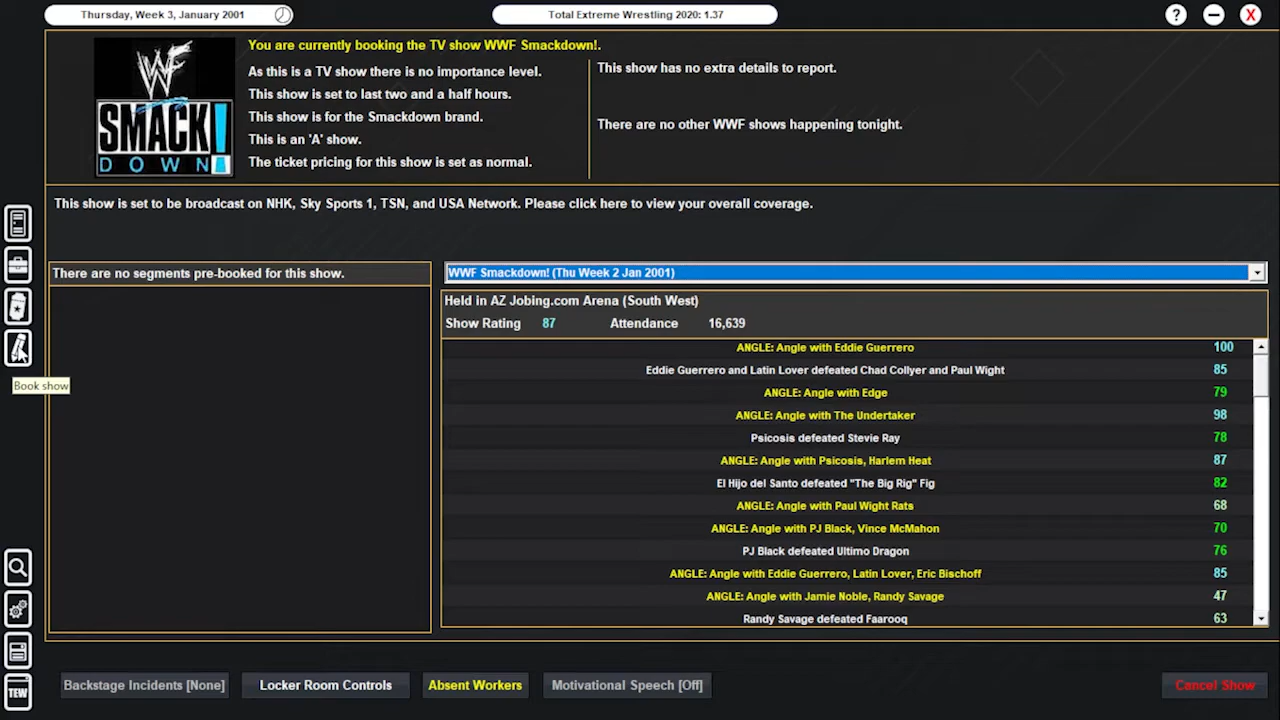 Thursday, Week 3, January 2001
Total Extreme Wrestling 2020: 1.37
?
X
WF
SMACK!
DOWN
You are currently booking the TV show WWF Smackdown!.
As this is a TV show there is no importance level.
This show is set to last two and a half hours.
This show is for the Smackdown brand.
This is an 'A' show.
The ticket pricing for this show is set as normal.
This show has no extra details to report.
There are no other WWF shows happening tonight.
This show is set to be broadcast on NHK, Sky Sports 1, TSN, and USA Network. Please click here to view your overall coverage.
There are no segments pre-booked for this show.
WWF Smackdown! (Thu Week 2 Jan 2001)
Held in AZ Jobing.com Arena (South West)
Show Rating 87 Attendance 16,639
ANGLE: Angle with Eddie Guerrero 100
Eddie Guerrero and Latin Lover defeated Chad Collyer and Paul Wight 85
ANGLE: Angle with Edge 79
ANGLE: Angle with The Undertaker 98
Psicosis defeated Stevie Ray 78
ANGLE: Angle with Psicosis, Harlem Heat 87
El Hijo del Santo defeated "The Big Rig" Fig 82
ANGLE: Angle with Paul Wight Rats 68
ANGLE: Angle with PJ Black, Vince McMahon 70
PJ Black defeated Ultimo Dragon 76
ANGLE: Angle with Eddie Guerrero, Latin Lover, Eric Bischoff 85
ANGLE: Angle with Jamie Noble, Randy Savage 47
Randy Savage defeated Faarooq 63
Book show
TEW
Backstage Incidents [None]
Locker Room Controls
Absent Workers
Motivational Speech [Off]
Cancel Show